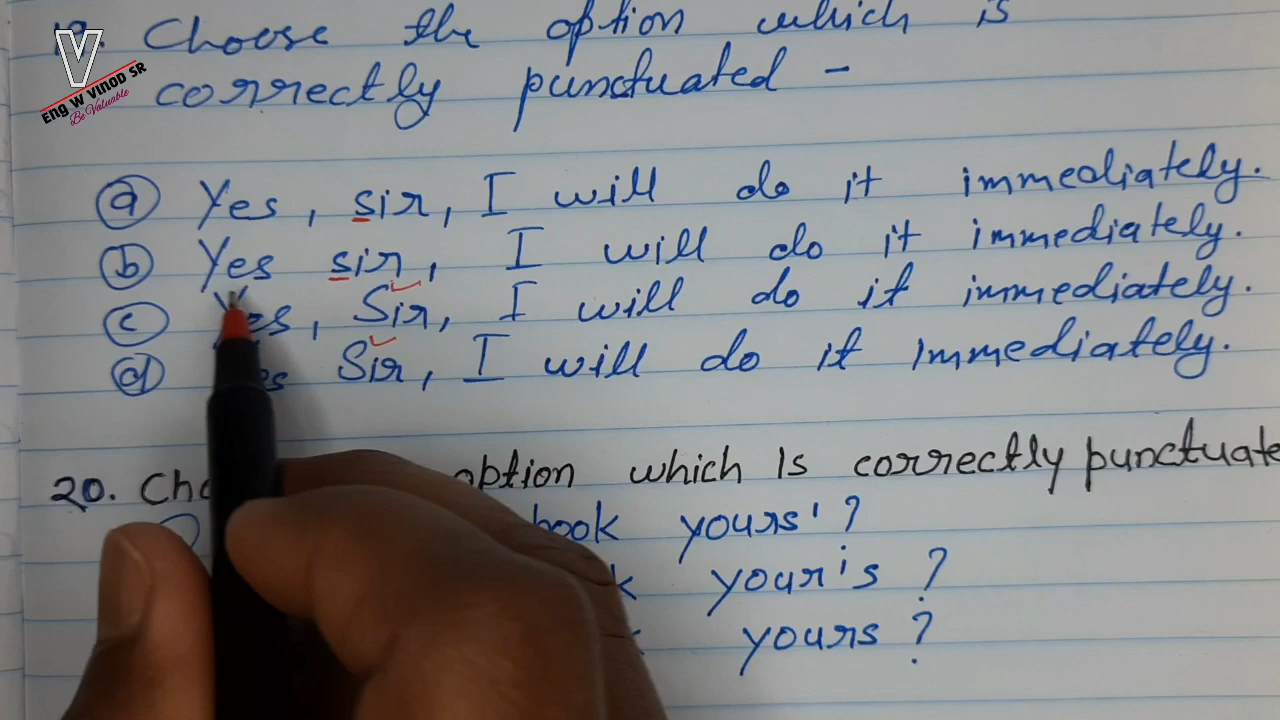 19. Choose the option which is
V
Eng W VINOD SR
Be Valuable
correctly punctuated -
(a) Yes, sir, I will do it immediately.
(b) Yes sir, I will do it immediately.
(c) Yes, Sir, I will do it immediately.
(d) Sir, I will do it immediately.
20. option which is correctly punctuate
book yours' ?
your's ?
yours ?